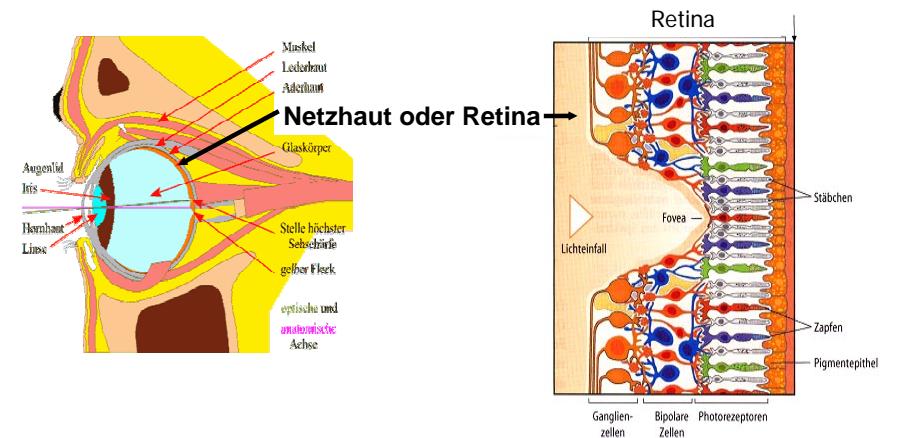 Retina
Muskel
Lederhaut
Aderhaut
Netzhaut oder Retina
Glaskörper
Augenlid
Iris
Hornhaut
Linse
Stelle höchster
Sehschärfe
gelber Fleck
optische und
anatomische
Achse
Stäbchen
Fovea
Lichteinfall
Zapfen
Pigmentepithel
Ganglien-
zellen
Bipolare
Zellen
Photorezeptoren